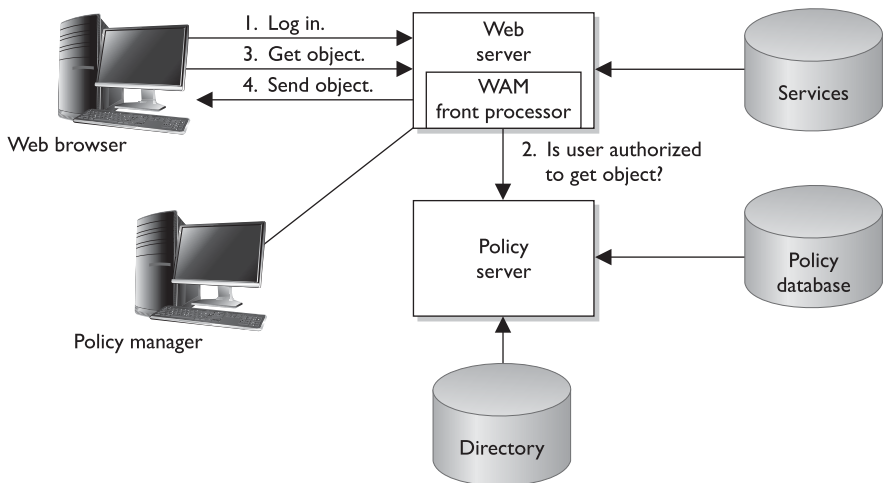 1. Log in.
3. Get object.
4. Send object.
Web browser
Web
server
WAM
front processor
Services
2. Is user authorized
to get object?
Policy manager
Policy
server
Policy
database
Directory